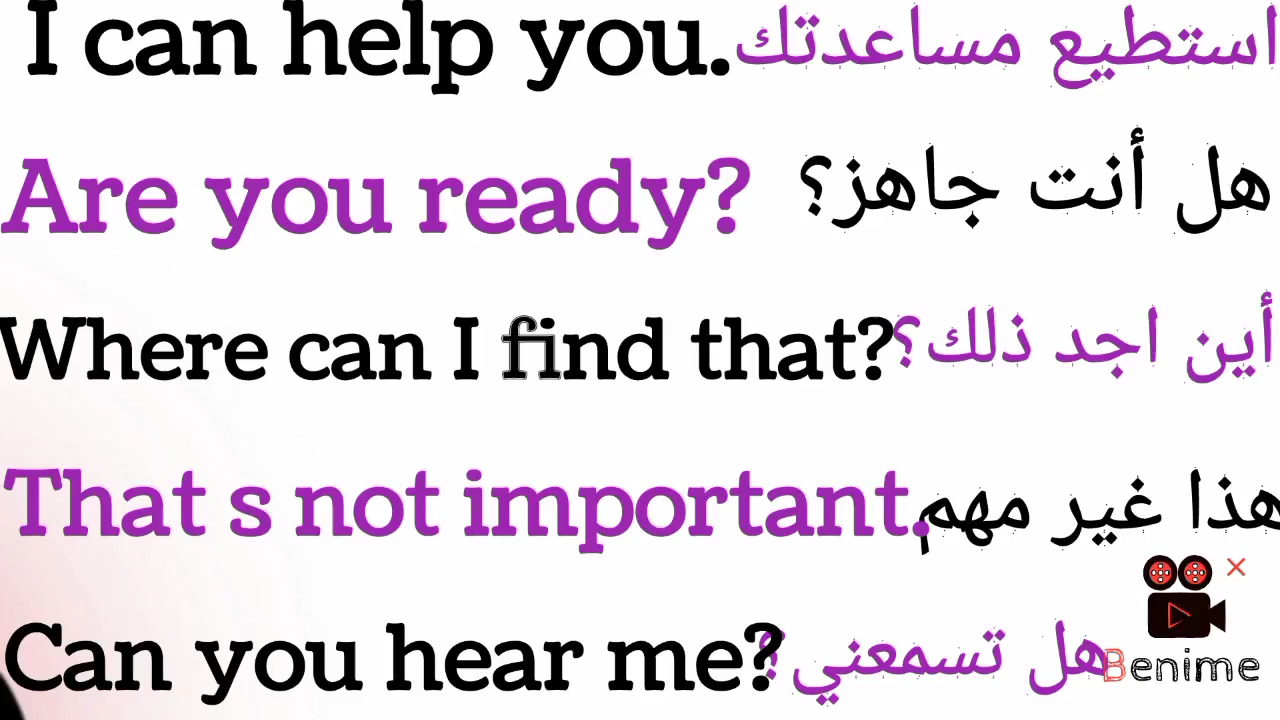 I can help you. استطيع مساعدتك
Are you ready? هل أنت جاهز؟
Where can I find that? أين اجد ذلك؟
That s not important. هذا غير مهم
Can you hear me? هل تسمعني؟
Benime